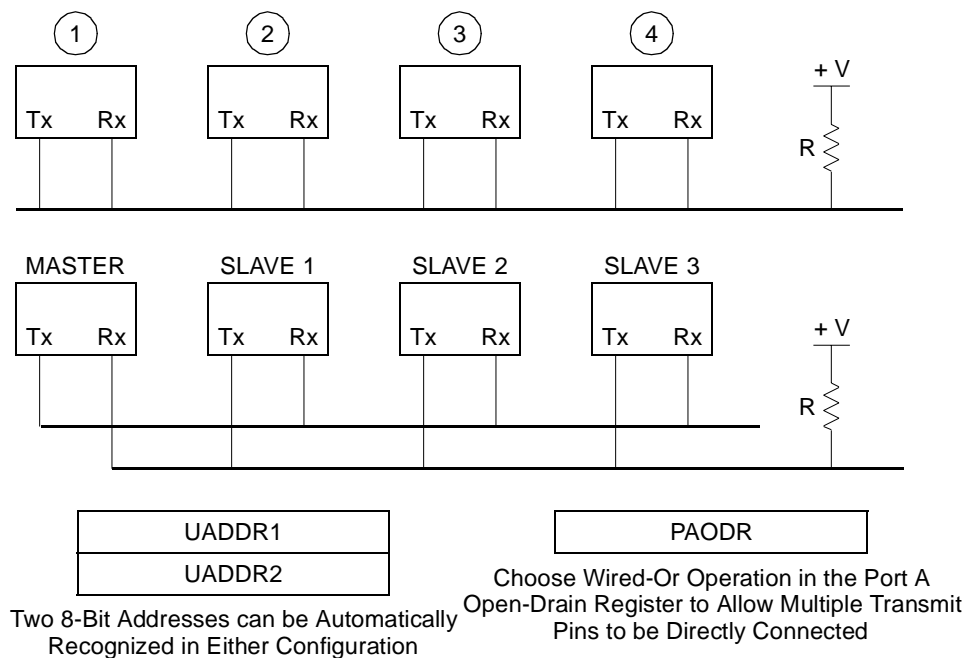 1 2 3 4
Tx Rx Tx Rx Tx Rx Tx Rx
+ V
R
MASTER SLAVE 1 SLAVE 2 SLAVE 3
Tx Rx Tx Rx Tx Rx Tx Rx
+ V
R
UADDR1
UADDR2
Two 8-Bit Addresses can be Automatically
Recognized in Either Configuration
PAODR
Choose Wired-Or Operation in the Port A
Open-Drain Register to Allow Multiple Transmit
Pins to be Directly Connected